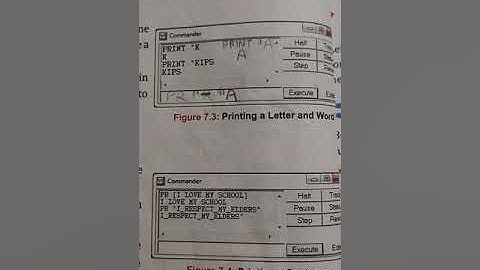 ne
e a
in
to
Commander
PRINT "K
K
PRINT "KIPS
KIPS
PRINT "A
A
Halt
Pause
Step
Execute
"A
Figure 7.3: Printing a Letter and Word
Commander
PR [I LOVE MY SCHOOL]
I LOVE MY SCHOOL
PR "I_RESPECT_MY_ELDERS"
I_RESPECT_MY_ELDERS"
Halt
Pause
Step
Execute